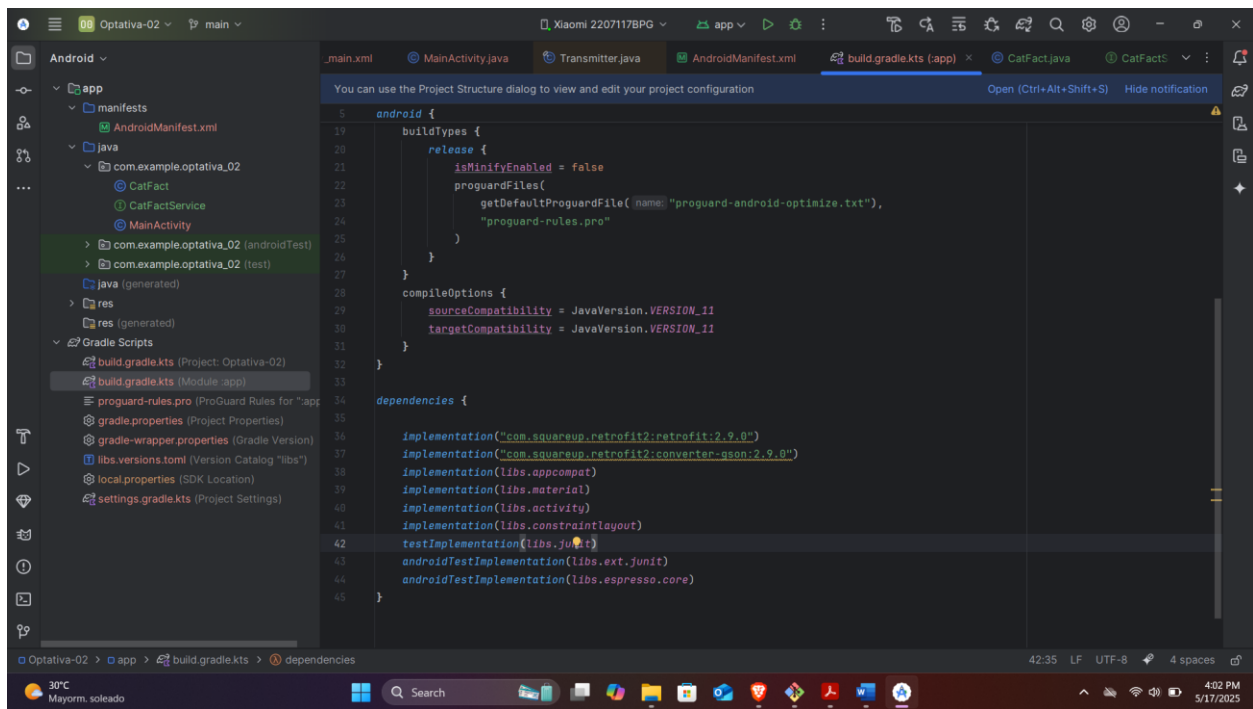 OB Optativa-02 main Xiaomi 2207117BPG app
Android
_main.xml MainActivity.java Transmitter.java AndroidManifest.xml build.gradle.kts (:app) CatFact.java CatFactS
You can use the Project Structure dialog to view and edit your project configuration Open (Ctrl+Alt+Shift+S) Hide notification
app
manifests
AndroidManifest.xml
java
com.example.optativa_02
CatFact
CatFactService
MainActivity
com.example.optativa_02 (androidTest)
com.example.optativa_02 (test)
java (generated)
res
res (generated)
Gradle Scripts
build.gradle.kts (Project: Optativa-02)
build.gradle.kts (Module :app)
proguard-rules.pro (ProGuard Rules for ":app
gradle.properties (Project Properties)
gradle-wrapper.properties (Gradle Version)
libs.versions.toml (Version Catalog "libs")
local.properties (SDK Location)
settings.gradle.kts (Project Settings)
5 android {
19 buildTypes {
20 release {
21 isMinifyEnabled = false
22 proguardFiles(
23 getDefaultProguardFile( name: "proguard-android-optimize.txt"),
24 "proguard-rules.pro"
25 )
26 }
27 }
28 compileOptions {
29 sourceCompatibility = JavaVersion.VERSION_11
30 targetCompatibility = JavaVersion.VERSION_11
31 }
32 }
33
34 dependencies {
35
36 implementation("com.squareup.retrofit2:retrofit:2.9.0")
37 implementation("com.squareup.retrofit2:converter-gson:2.9.0")
38 implementation(libs.appcompat)
39 implementation(libs.material)
40 implementation(libs.activity)
41 implementation(libs.constraintlayout)
42 testImplementation(libs.junit)
43 androidTestImplementation(libs.ext.junit)
44 androidTestImplementation(libs.espresso.core)
45 }
Optativa-02 > app > build.gradle.kts > dependencies 42:35 LF UTF-8 4 spaces
30°C
Mayorm. soleado
Search
4:02 PM
5/17/2025